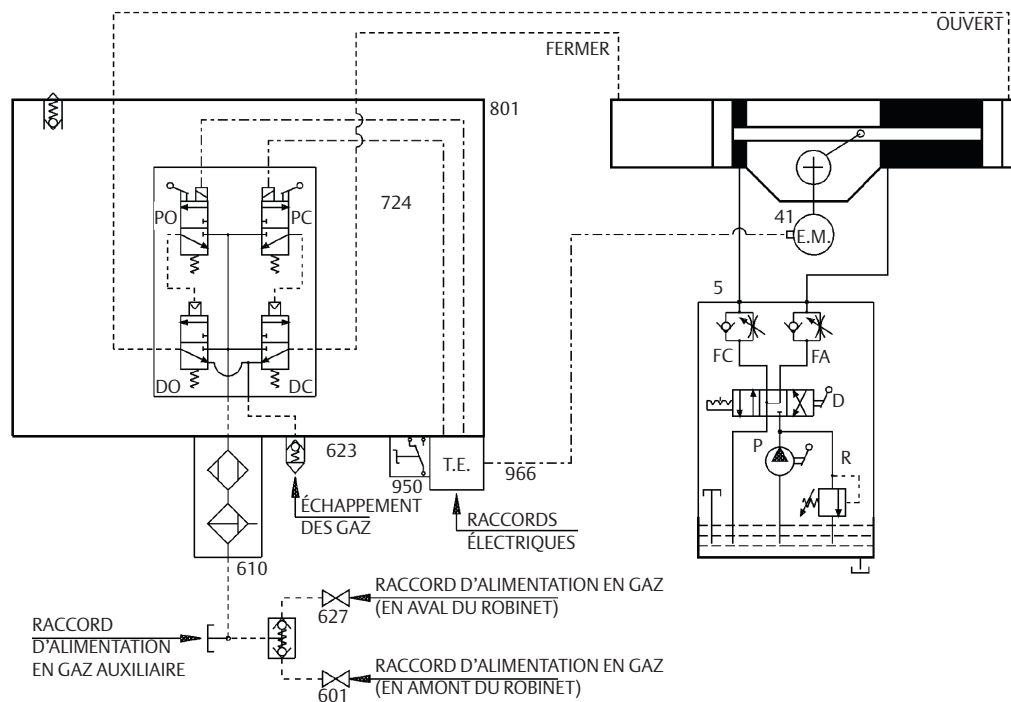 OUVERT
FERMER
801
724
PO
PC
41
E.M.
5
DO
DC
FC
FA
D
P
R
623
T.E.
966
950
ÉCHAPPEMENT
DES GAZ
RACCORDS
ÉLECTRIQUES
610
RACCORD D'ALIMENTATION EN GAZ
(EN AVAL DU ROBINET)
627
RACCORD
D'ALIMENTATION
EN GAZ AUXILIAIRE
RACCORD D'ALIMENTATION EN GAZ
(EN AMONT DU ROBINET)
601